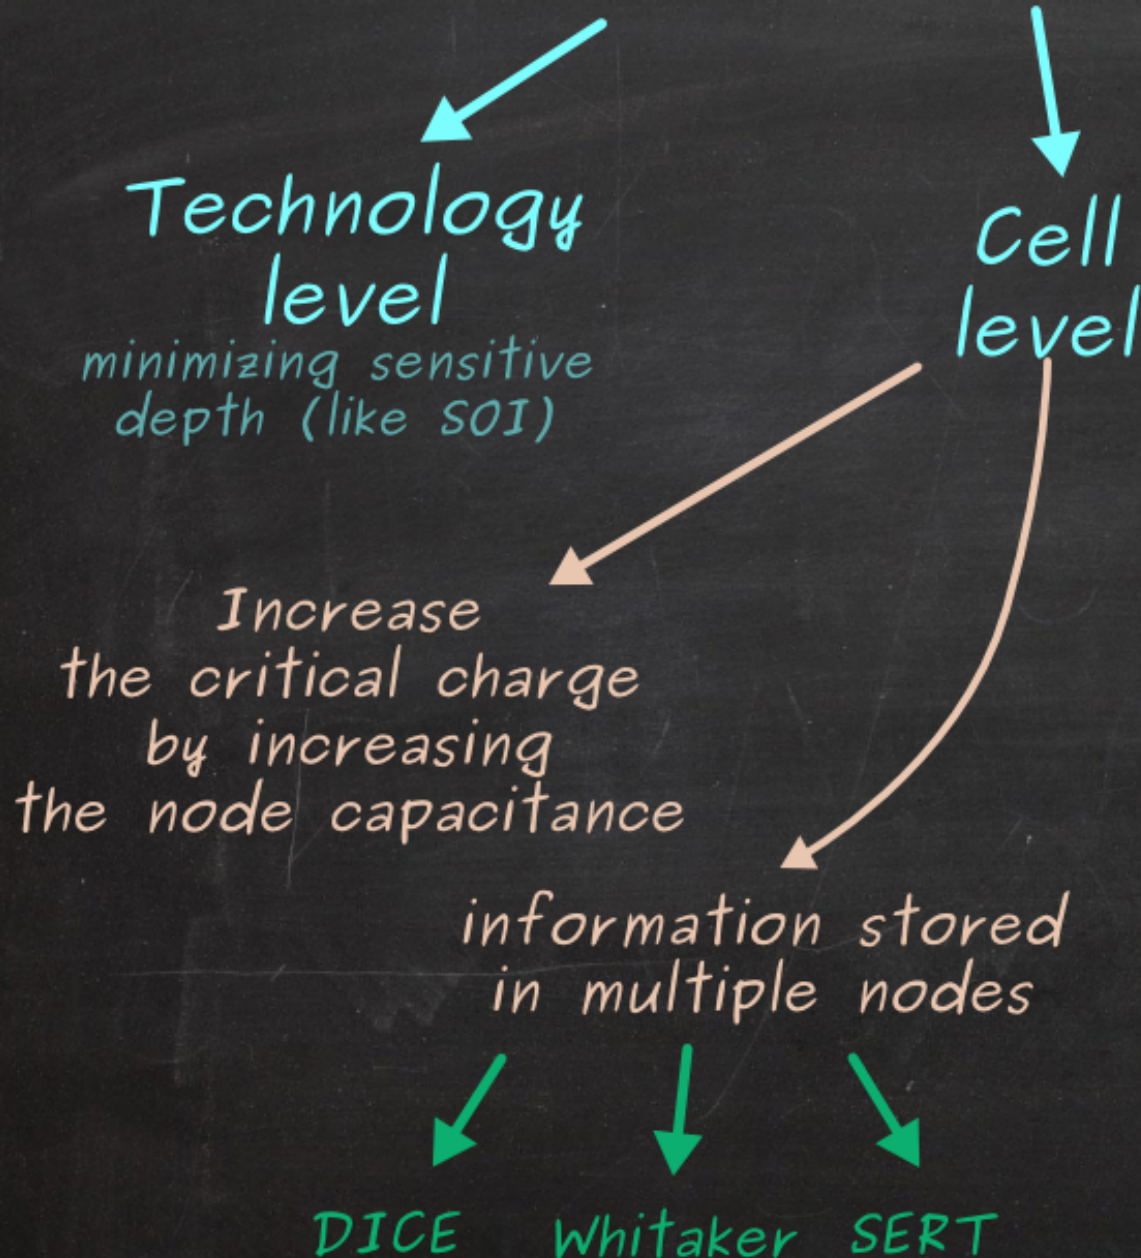 Technology
level
minimizing sensitive
depth (like SOI)
Cell
level
Increase
the critical charge
by increasing
the node capacitance
information stored
in multiple nodes
DICE Whitaker SERT